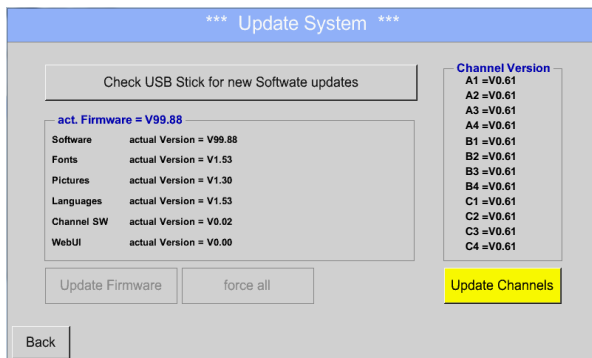 *** Update System ***
Check USB Stick for new Softwate updates
act. Firmware = V99.88
Software actual Version = V99.88
Fonts actual Version = V1.53
Pictures actual Version = V1.30
Languages actual Version = V1.53
Channel SW actual Version = V0.02
WebUI actual Version = V0.00
Channel Version
A1 =V0.61
A2 =V0.61
A3 =V0.61
A4 =V0.61
B1 =V0.61
B2 =V0.61
B3 =V0.61
B4 =V0.61
C1 =V0.61
C2 =V0.61
C3 =V0.61
C4 =V0.61
Update Firmware
force all
Update Channels
Back